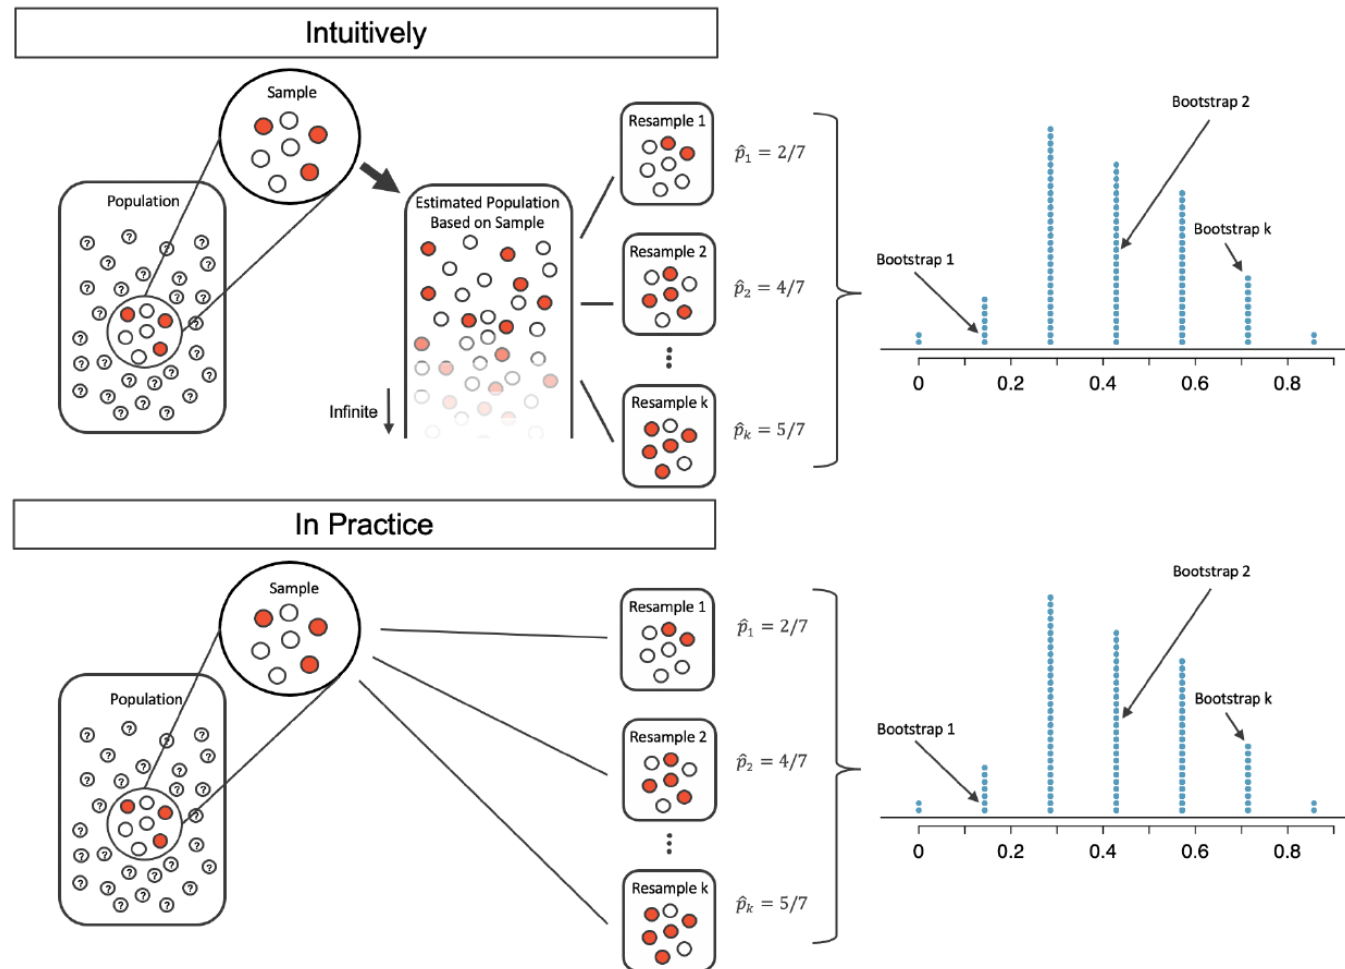 Intuitively
Sample
Population
? ? ? ? ? ? ? ? ? ? ? ? ? ? ? ? ? ? ? ? ? ? ? ? ? ? ?
Estimated Population
Based on Sample
Infinite
Resample 1
p̂₁ = 2/7
Resample 2
p̂₂ = 4/7
Resample k
p̂ₖ = 5/7
Bootstrap 2
Bootstrap k
Bootstrap 1
0 0.2 0.4 0.6 0.8
In Practice
Sample
Population
? ? ? ? ? ? ? ? ? ? ? ? ? ? ? ? ? ? ? ? ? ? ? ? ? ? ?
Resample 1
p̂₁ = 2/7
Resample 2
p̂₂ = 4/7
Resample k
p̂ₖ = 5/7
Bootstrap 2
Bootstrap k
Bootstrap 1
0 0.2 0.4 0.6 0.8